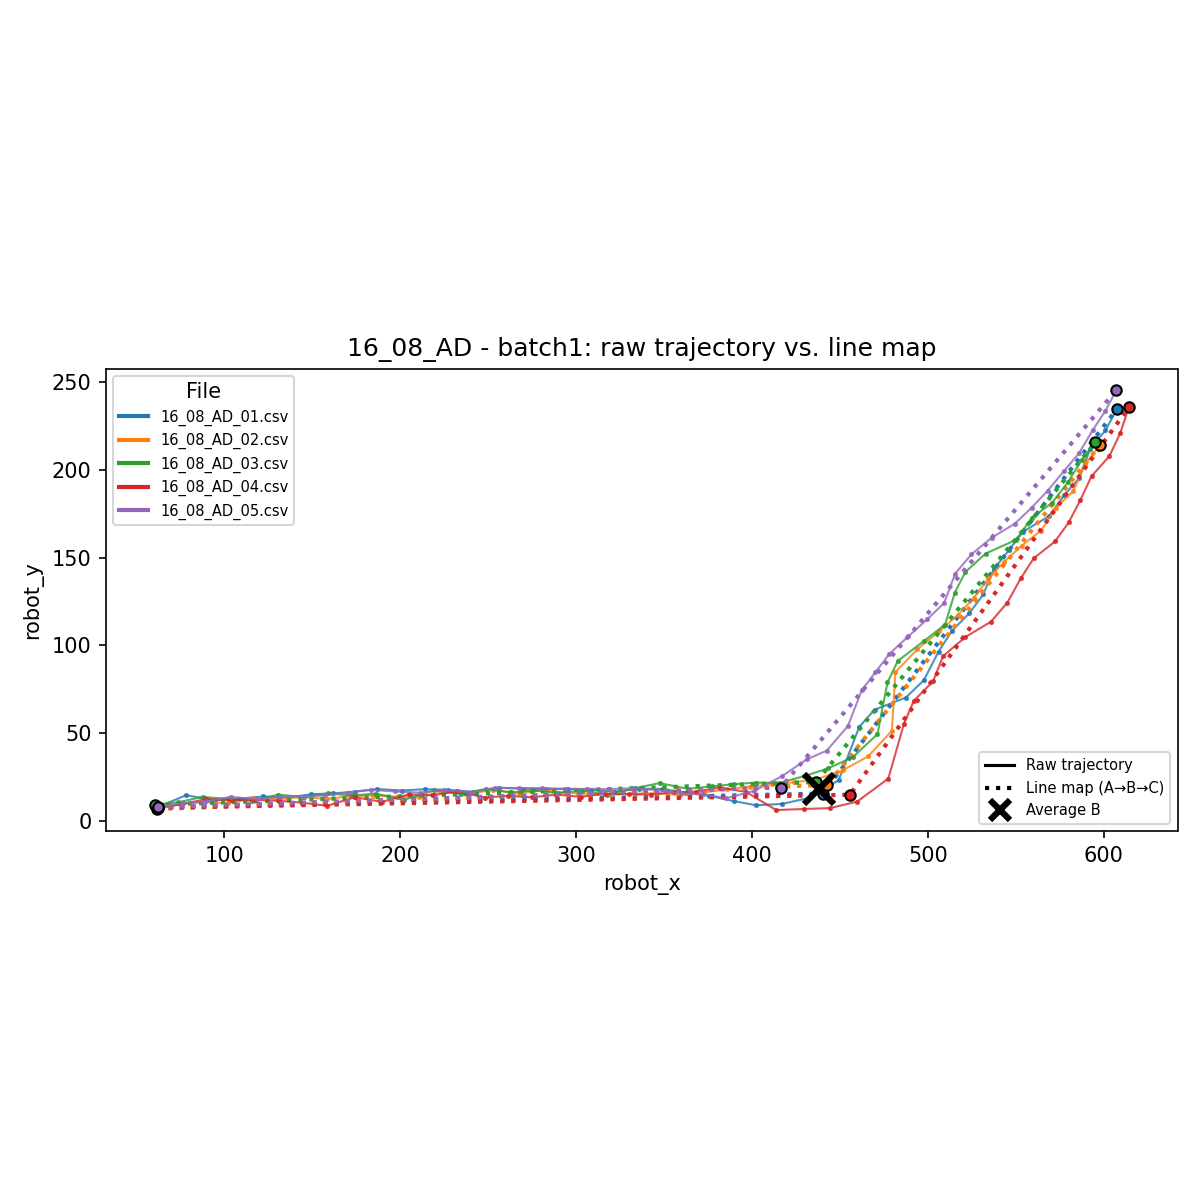 16_08_AD - batch1: raw trajectory vs. line map
File
16_08_AD_01.csv
16_08_AD_02.csv
16_08_AD_03.csv
16_08_AD_04.csv
16_08_AD_05.csv
250
200
150
100
50
0
robot_y
Raw trajectory
Line map (A→B→C)
Average B
100 200 300 400 500 600
robot_x